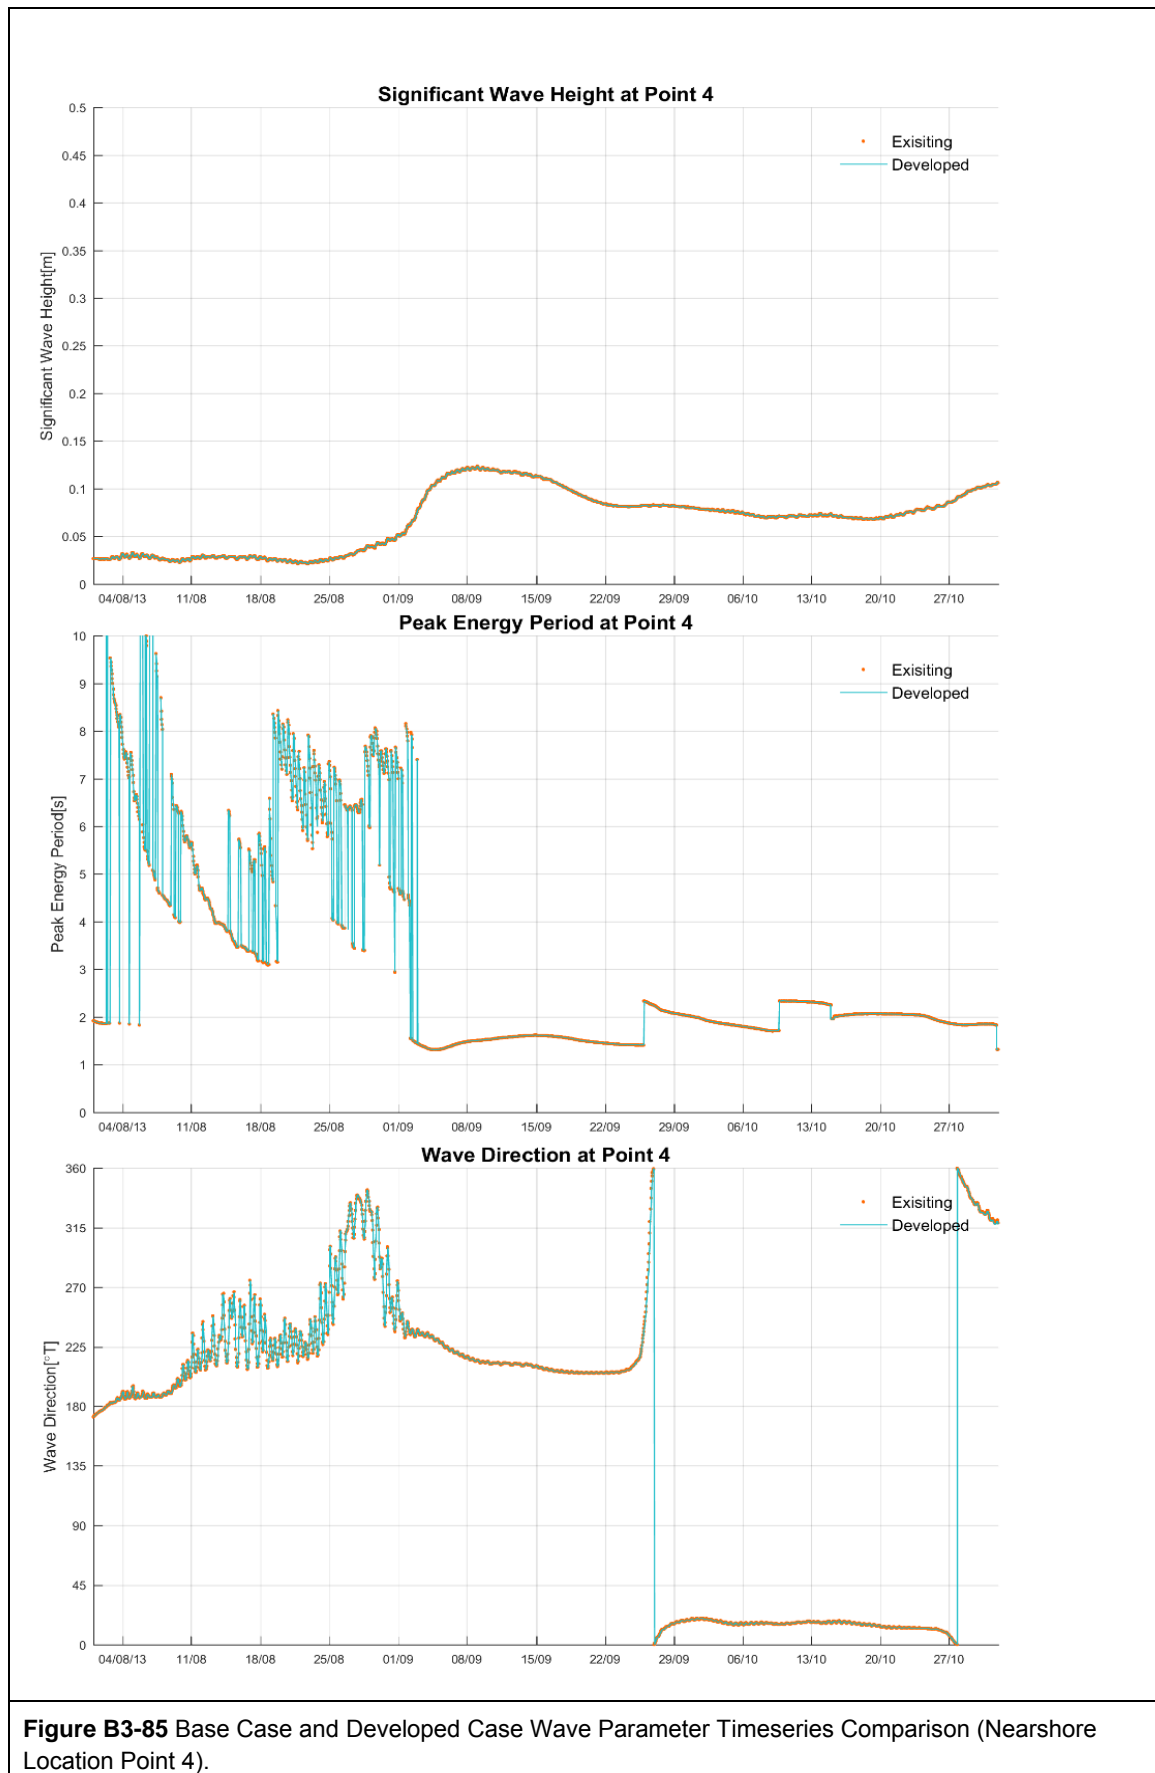 Significant Wave Height at Point 4
0.5
0.45
0.4
0.35
0.3
0.25
0.2
0.15
0.1
0.05
0
Significant Wave Height[m]
Exisiting
Developed
04/08/13 11/08 18/08 25/08 01/09 08/09 15/09 22/09 29/09 06/10 13/10 20/10 27/10
Peak Energy Period at Point 4
10
9
8
7
6
5
4
3
2
1
0
Peak Energy Period[s]
Exisiting
Developed
04/08/13 11/08 18/08 25/08 01/09 08/09 15/09 22/09 29/09 06/10 13/10 20/10 27/10
Wave Direction at Point 4
360
315
270
225
180
135
90
45
0
Wave Direction[°T]
Exisiting
Developed
04/08/13 11/08 18/08 25/08 01/09 08/09 15/09 22/09 29/09 06/10 13/10 20/10 27/10
Figure B3-85 Base Case and Developed Case Wave Parameter Timeseries Comparison (Nearshore
Location Point 4).